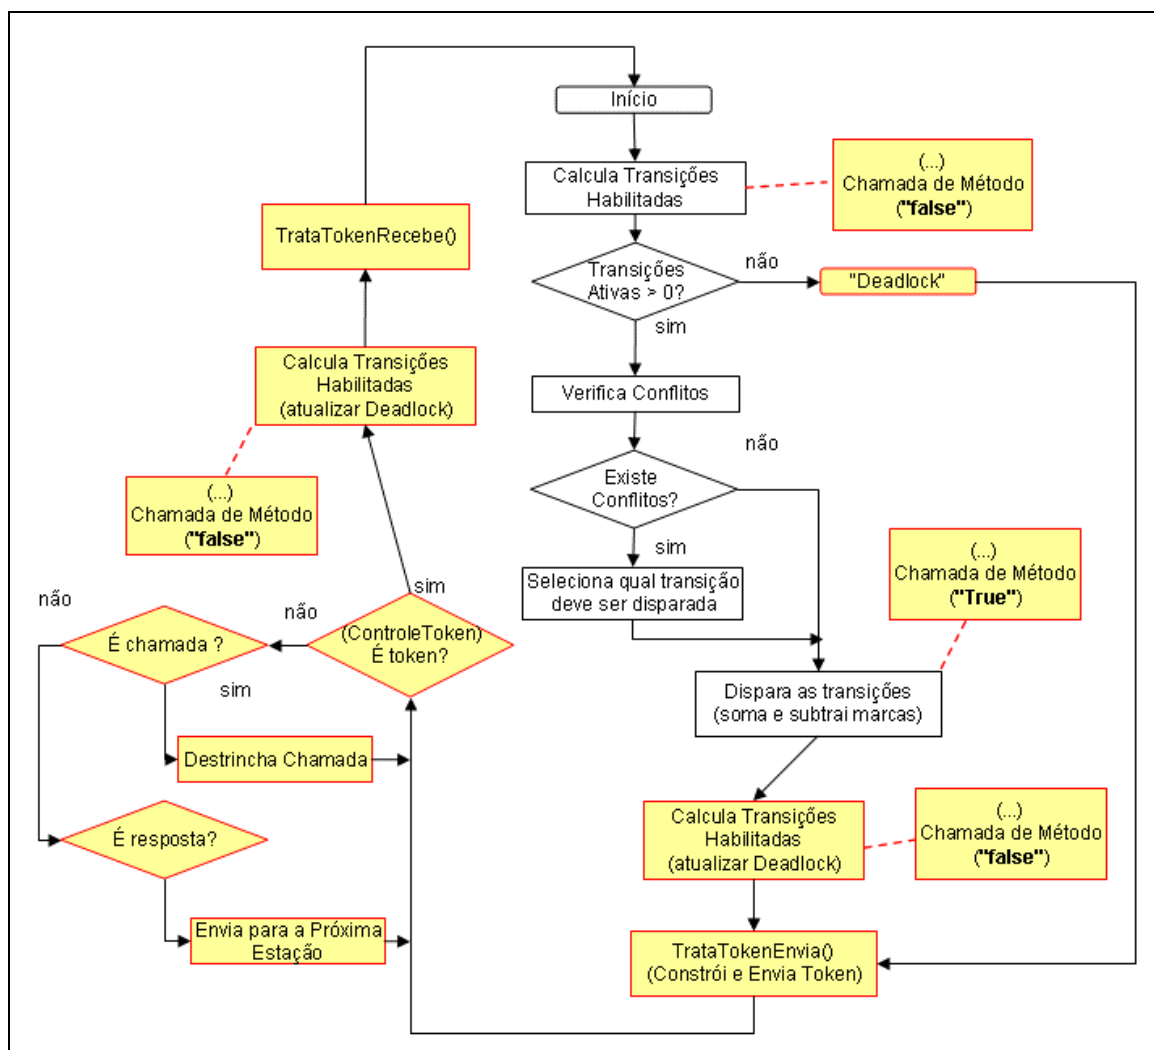 Início
Calcula Transições
Habilitadas
(...)
Chamada de Método
("false")
TrataTokenRecebe()
Transições
Ativas > 0?
não
"Deadlock"
sim
Calcula Transições
Habilitadas
(atualizar Deadlock)
Verifica Conflitos
não
Existe
Conflitos?
(...)
Chamada de Método
("false")
sim
(...)
Chamada de Método
("True")
Seleciona qual transição
deve ser disparada
sim
não
não
(ControleToken)
É token?
É chamada ?
sim
Dispara as transições
(soma e subtrai marcas)
Destrincha Chamada
Calcula Transições
Habilitadas
(atualizar Deadlock)
(...)
Chamada de Método
("false")
É resposta?
Envia para a Próxima
Estação
TrataTokenEnvia()
(Constrói e Envia Token)